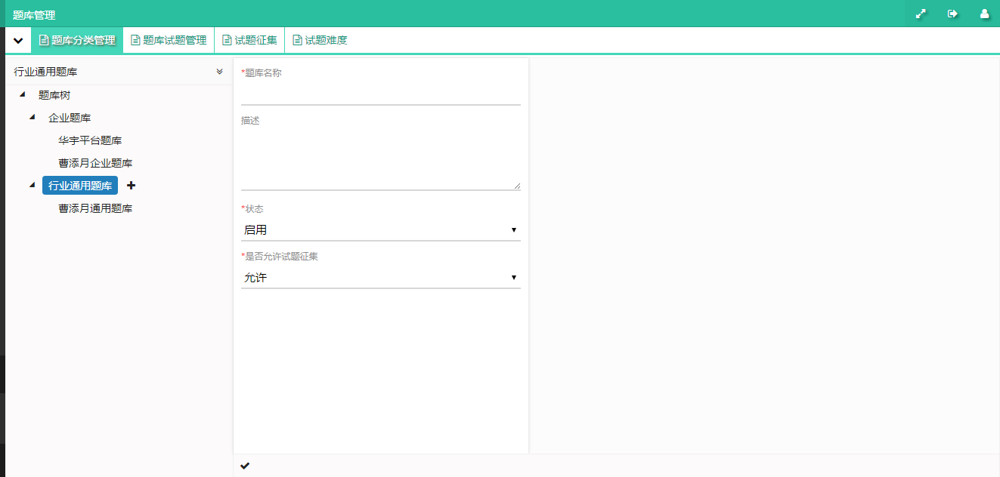 题库管理
题库分类管理 题库试题管理 试题征集 试题难度
行业通用题库
题库树
企业题库
华宇平台题库
曹添月企业题库
行业通用题库
曹添月通用题库
*题库名称
描述
*状态
启用
*是否允许试题征集
允许